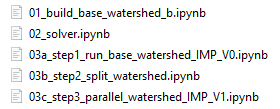 01_build_base_watershed_b.ipynb
02_solver.ipynb
03a_step1_run_base_watershed_IMP_V0.ipynb
03b_step2_split_watershed.ipynb
03c_step3_parallel_watershed_IMP_V1.ipynb